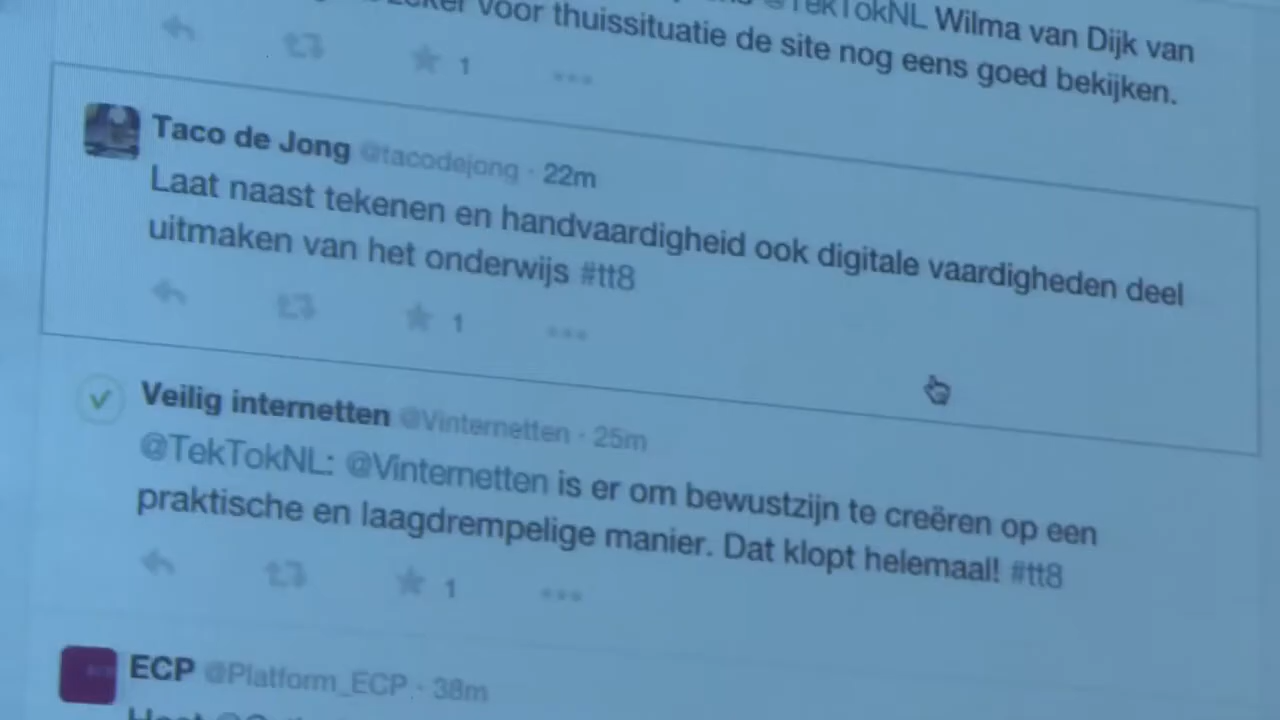 @TekTokNL Wilma van Dijk van
voor thuissituatie de site nog eens goed bekijken.
1
Taco de Jong @tacodejong · 22m
Laat naast tekenen en handvaardigheid ook digitale vaardigheden deel
uitmaken van het onderwijs #tt8
1
Veilig internetten @Vinternetten · 25m
@TekTokNL: @Vinternetten is er om bewustzijn te creëren op een
praktische en laagdrempelige manier. Dat klopt helemaal! #tt8
1
ECP @Platform_ECP · 38m